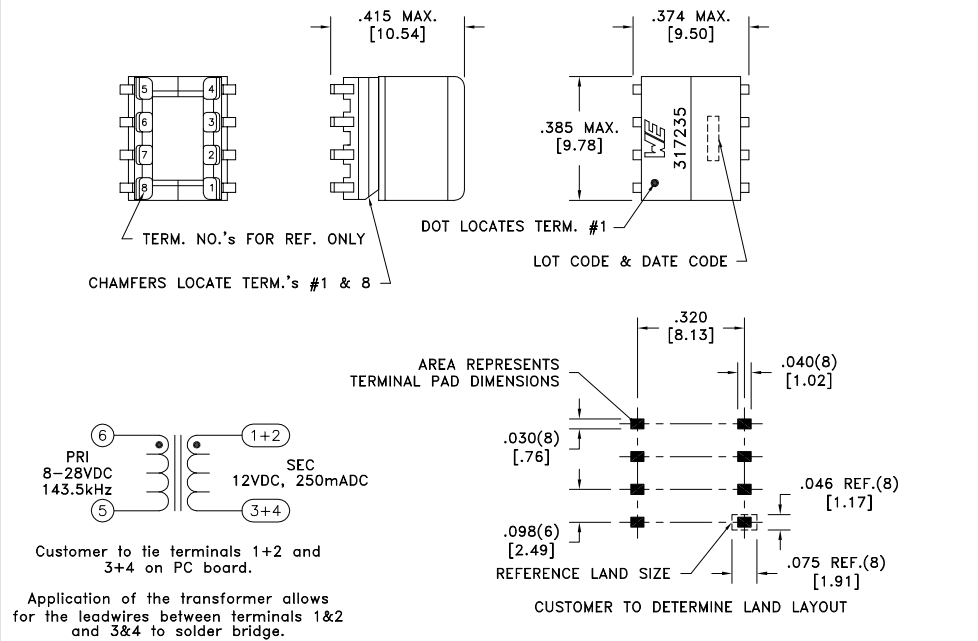 .415 MAX.
[10.54]
.374 MAX.
[9.50]
5
4
6
3
7
2
8
1
.385 MAX.
[9.78]
WE
317235
TERM. NO.'s FOR REF. ONLY
CHAMFERS LOCATE TERM.'s #1 & 8
DOT LOCATES TERM. #1
LOT CODE & DATE CODE
.320
[8.13]
AREA REPRESENTS
TERMINAL PAD DIMENSIONS
.040(8)
[1.02]
.030(8)
[.76]
.046 REF.(8)
[1.17]
.098(6)
[2.49]
.075 REF.(8)
[1.91]
REFERENCE LAND SIZE
CUSTOMER TO DETERMINE LAND LAYOUT
6
1+2
PRI
8-28VDC
143.5kHz
SEC
12VDC, 250mADC
5
3+4
Customer to tie terminals 1+2 and
3+4 on PC board.
Application of the transformer allows
for the leadwires between terminals 1&2
and 3&4 to solder bridge.